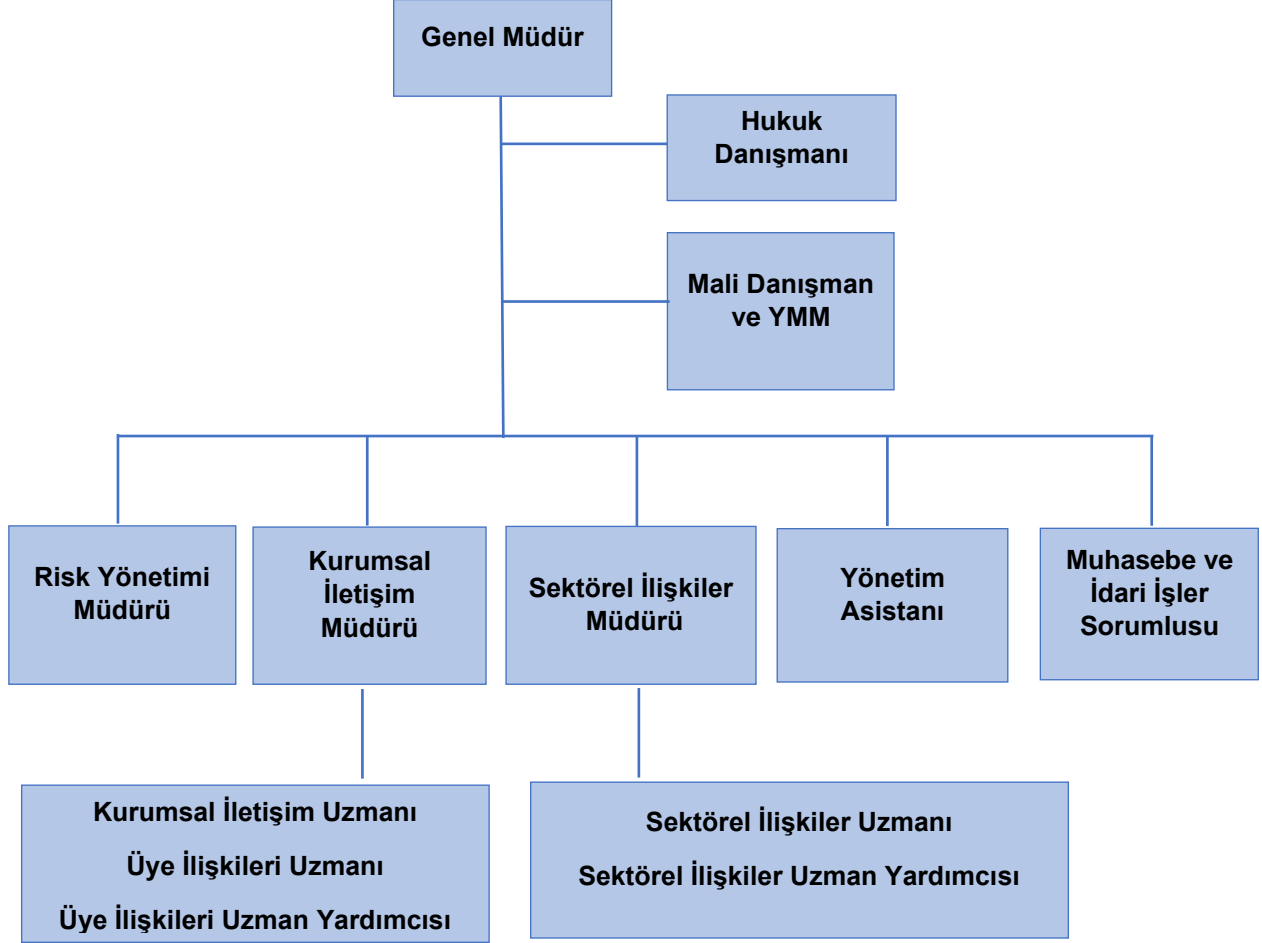 Genel Müdür
Hukuk
Danışmanı
Mali Danışman
ve YMM
Risk Yönetimi
Müdürü
Kurumsal
İletişim
Müdürü
Sektörel İlişkiler
Müdürü
Yönetim
Asistanı
Muhasebe ve
İdari İşler
Sorumlusu
Kurumsal İletişim Uzmanı
Üye İlişkileri Uzmanı
Üye İlişkileri Uzman Yardımcısı
Sektörel İlişkiler Uzmanı
Sektörel İlişkiler Uzman Yardımcısı